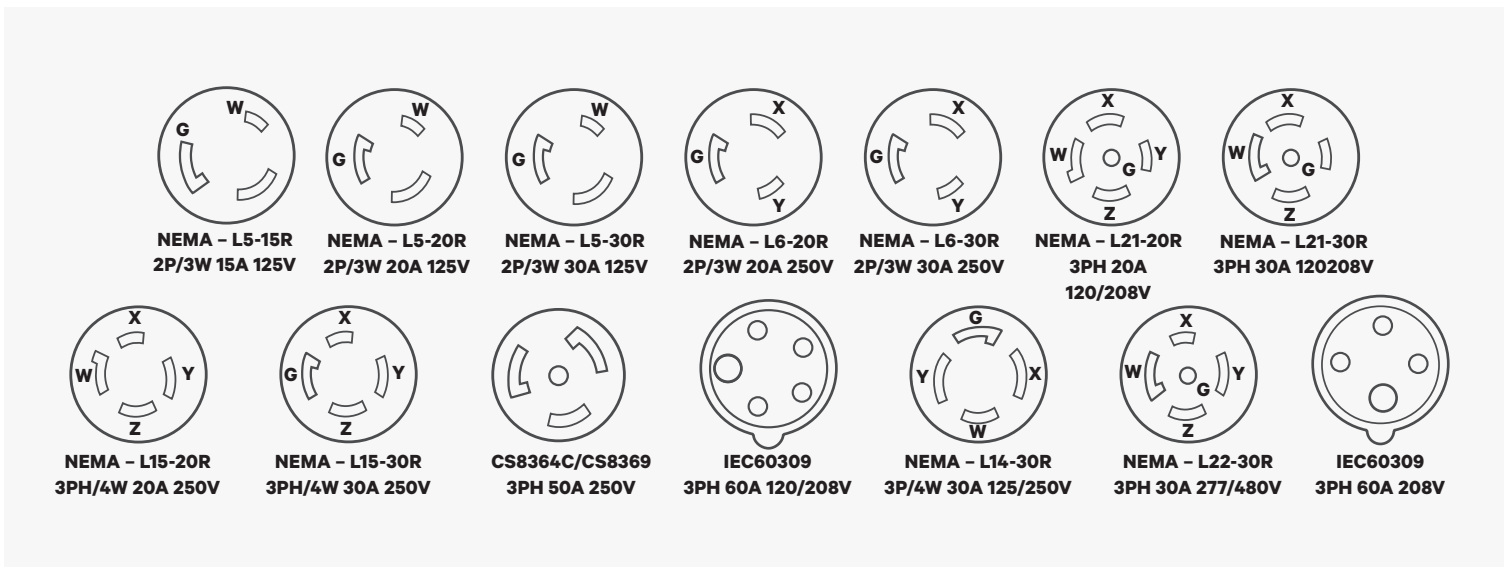 W
G
NEMA – L5-15R
2P/3W 15A 125V
W
G
NEMA – L5-20R
2P/3W 20A 125V
W
G
NEMA – L5-30R
2P/3W 30A 125V
X
G
Y
NEMA – L6-20R
2P/3W 20A 250V
X
G
Y
NEMA – L6-30R
2P/3W 30A 250V
X
W
Y
G
Z
NEMA – L21-20R
3PH 20A
120/208V
X
W
G
Z
NEMA – L21-30R
3PH 30A 120208V
X
W
Y
Z
NEMA – L15-20R
3PH/4W 20A 250V
X
G
Y
Z
NEMA – L15-30R
3PH/4W 30A 250V
CS8364C/CS8369
3PH 50A 250V
IEC60309
3PH 60A 120/208V
G
Y
X
W
NEMA – L14-30R
3P/4W 30A 125/250V
X
W
Y
G
Z
NEMA – L22-30R
3PH 30A 277/480V
IEC60309
3PH 60A 208V